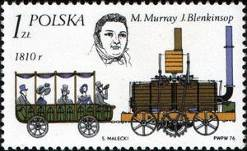 1 POLSKA
ZŁ
1810 r
M. Murray J. Blenkinsop
S. MAŁECKI
PWPW 76